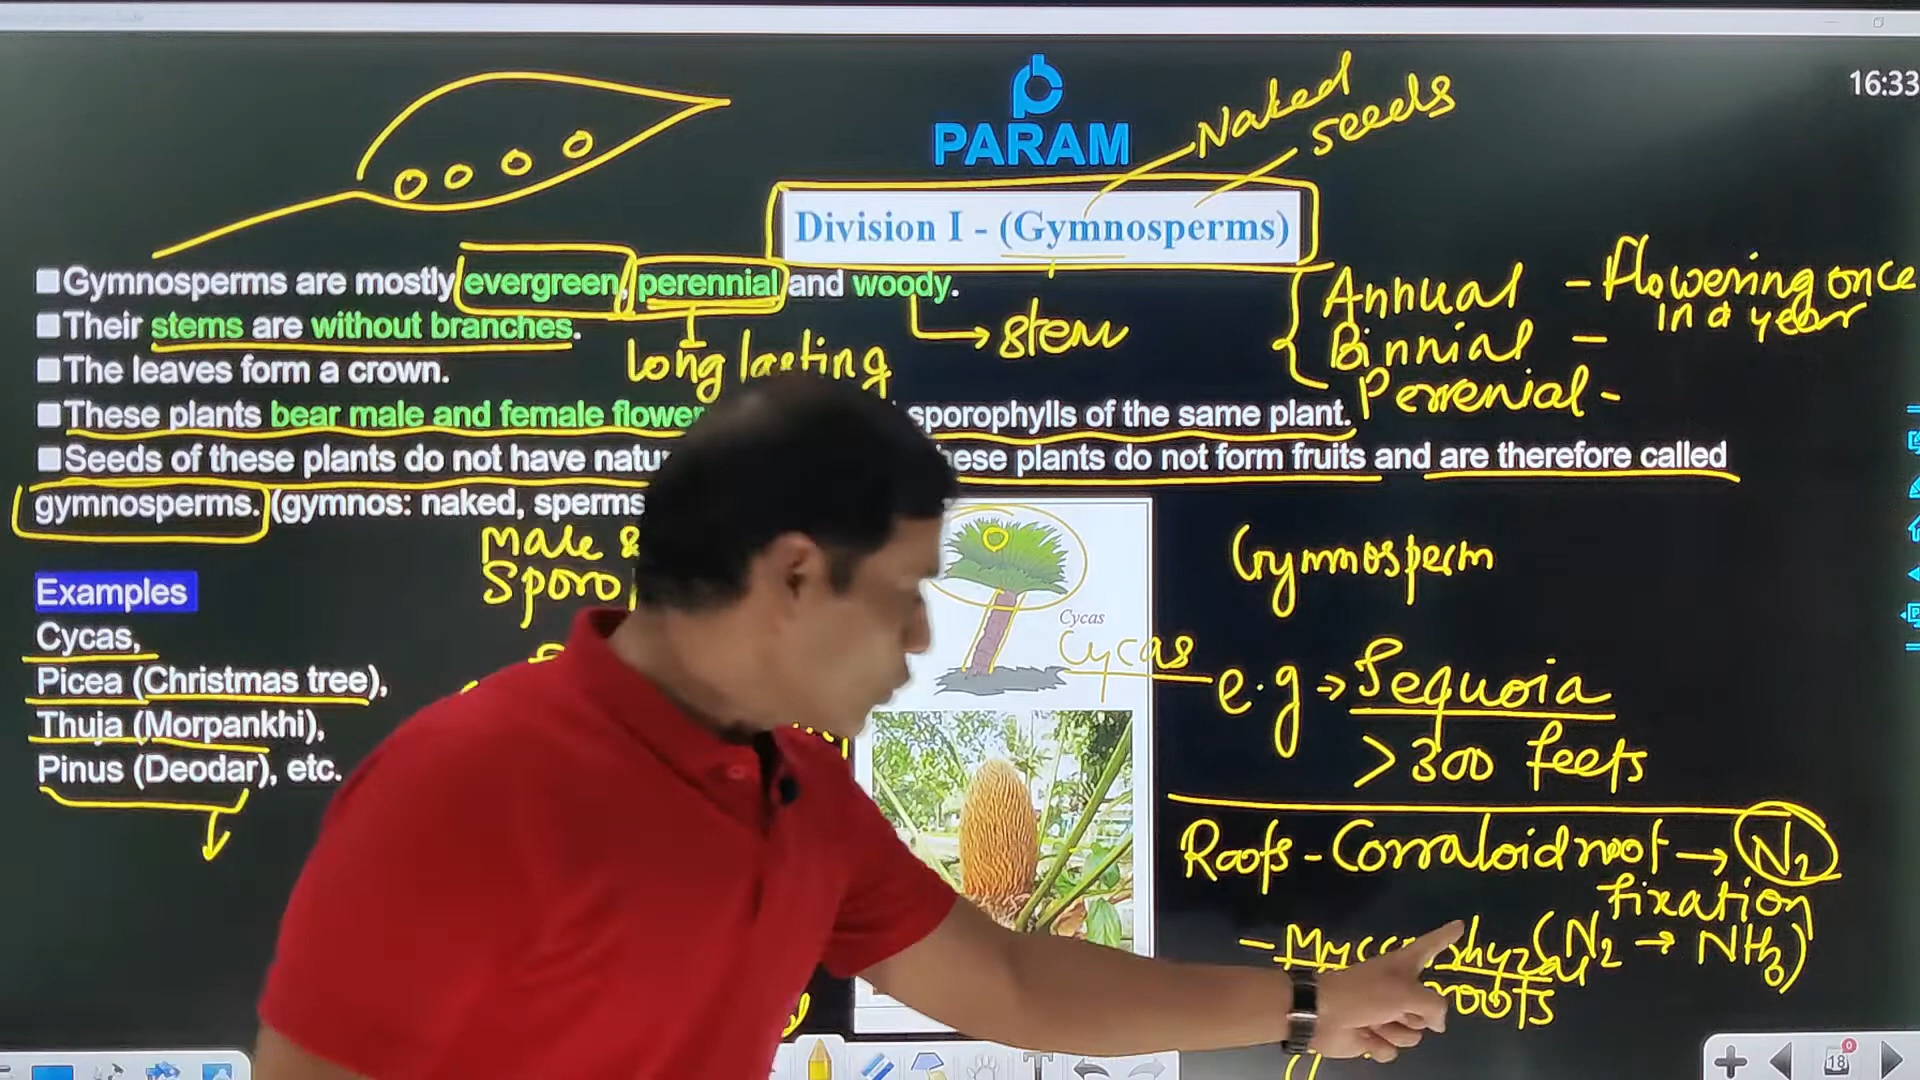 16:33
PARAM
Naked
seeds
Division I - (Gymnosperms)
Gymnosperms are mostly evergreen, perennial and woody.
Their stems are without branches.
The leaves form a crown.
These plants bear male and female flower sporophylls of the same plant.
Seeds of these plants do not have natu ese plants do not form fruits and are therefore called
gymnosperms. (gymnos: naked, sperms
long lasting
stem
Annual - Flowering once
in a year
Binnial -
Perrenial -
Male &
Sporo
Examples
Cycas,
Picea (Christmas tree),
Thuja (Morpankhi),
Pinus (Deodar), etc.
Cycas
Cycas
Gymnosperm
e.g → Sequoia
>300 feets
Roots - Corraloid root → N2
fixation
(N2 → NH3)
roots
18
0